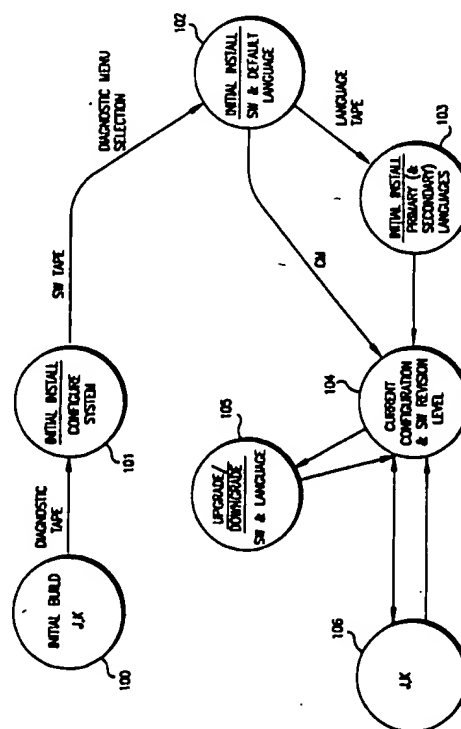 INITIAL BUILD
J,K
100
DIAGNOSTIC
TAPE
INITIAL INSTALL
CONFIGURE
SYSTEM
101
SW TAPE
DIAGNOSTIC MENU
SELECTION
102
INITIAL INSTALL
SW & DEFAULT
LANGUAGE
LANGUAGE
TAPE
103
INITIAL INSTALL
PRIMARY (&
SECONDARY)
LANGUAGES
CM
104
CURRENT
CONFIGURATION
& SW REVISION
LEVEL
105
UPGRADE/
DOWNGRADE
SW & LANGUAGE
106
J,K